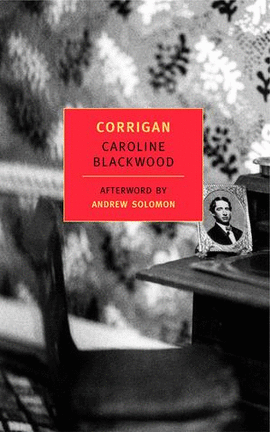 CORRIGAN
CAROLINE
BLACKWOOD
AFTERWORD BY
ANDREW SOLOMON